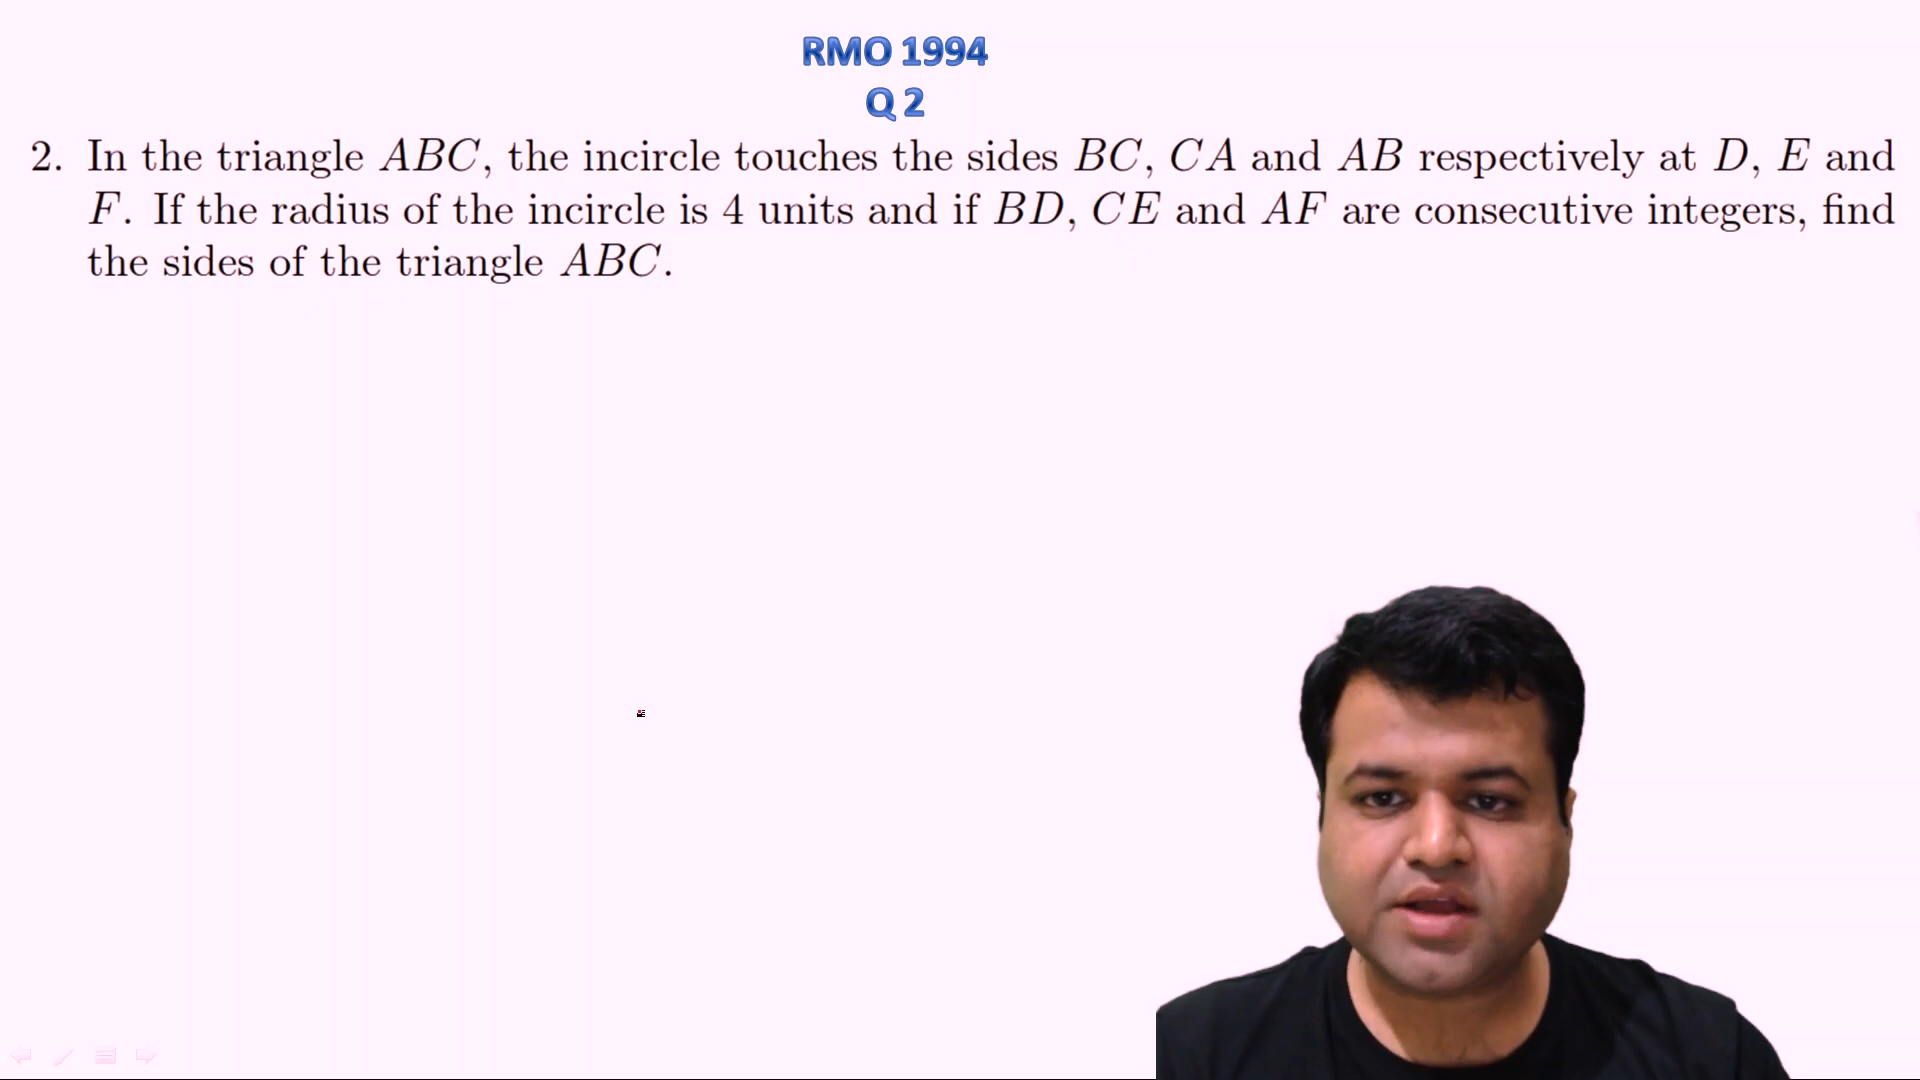 RMO 1994
Q 2
2. In the triangle ABC, the incircle touches the sides BC, CA and AB respectively at D, E and
F. If the radius of the incircle is 4 units and if BD, CE and AF are consecutive integers, find
the sides of the triangle ABC.